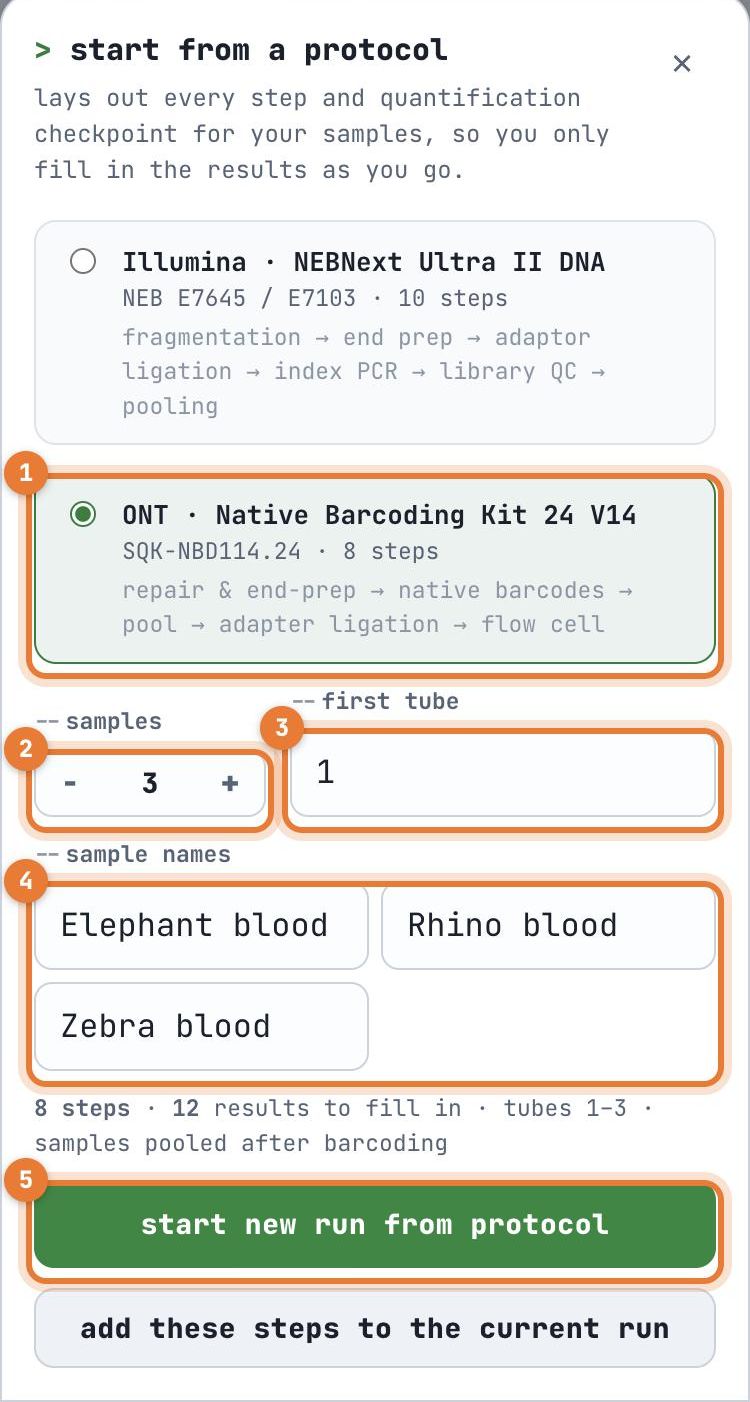 > start from a protocol
×
lays out every step and quantification
checkpoint for your samples, so you only
fill in the results as you go.
Illumina · NEBNext Ultra II DNA
NEB E7645 / E7103 · 10 steps
fragmentation → end prep → adaptor
ligation → index PCR → library QC →
pooling
1
ONT · Native Barcoding Kit 24 V14
SQK-NBD114.24 · 8 steps
repair & end-prep → native barcodes →
pool → adapter ligation → flow cell
-- samples
-- first tube
2
- 3 +
3
1
-- sample names
4
Elephant blood
Rhino blood
Zebra blood
8 steps · 12 results to fill in · tubes 1–3 ·
samples pooled after barcoding
5
start new run from protocol
add these steps to the current run